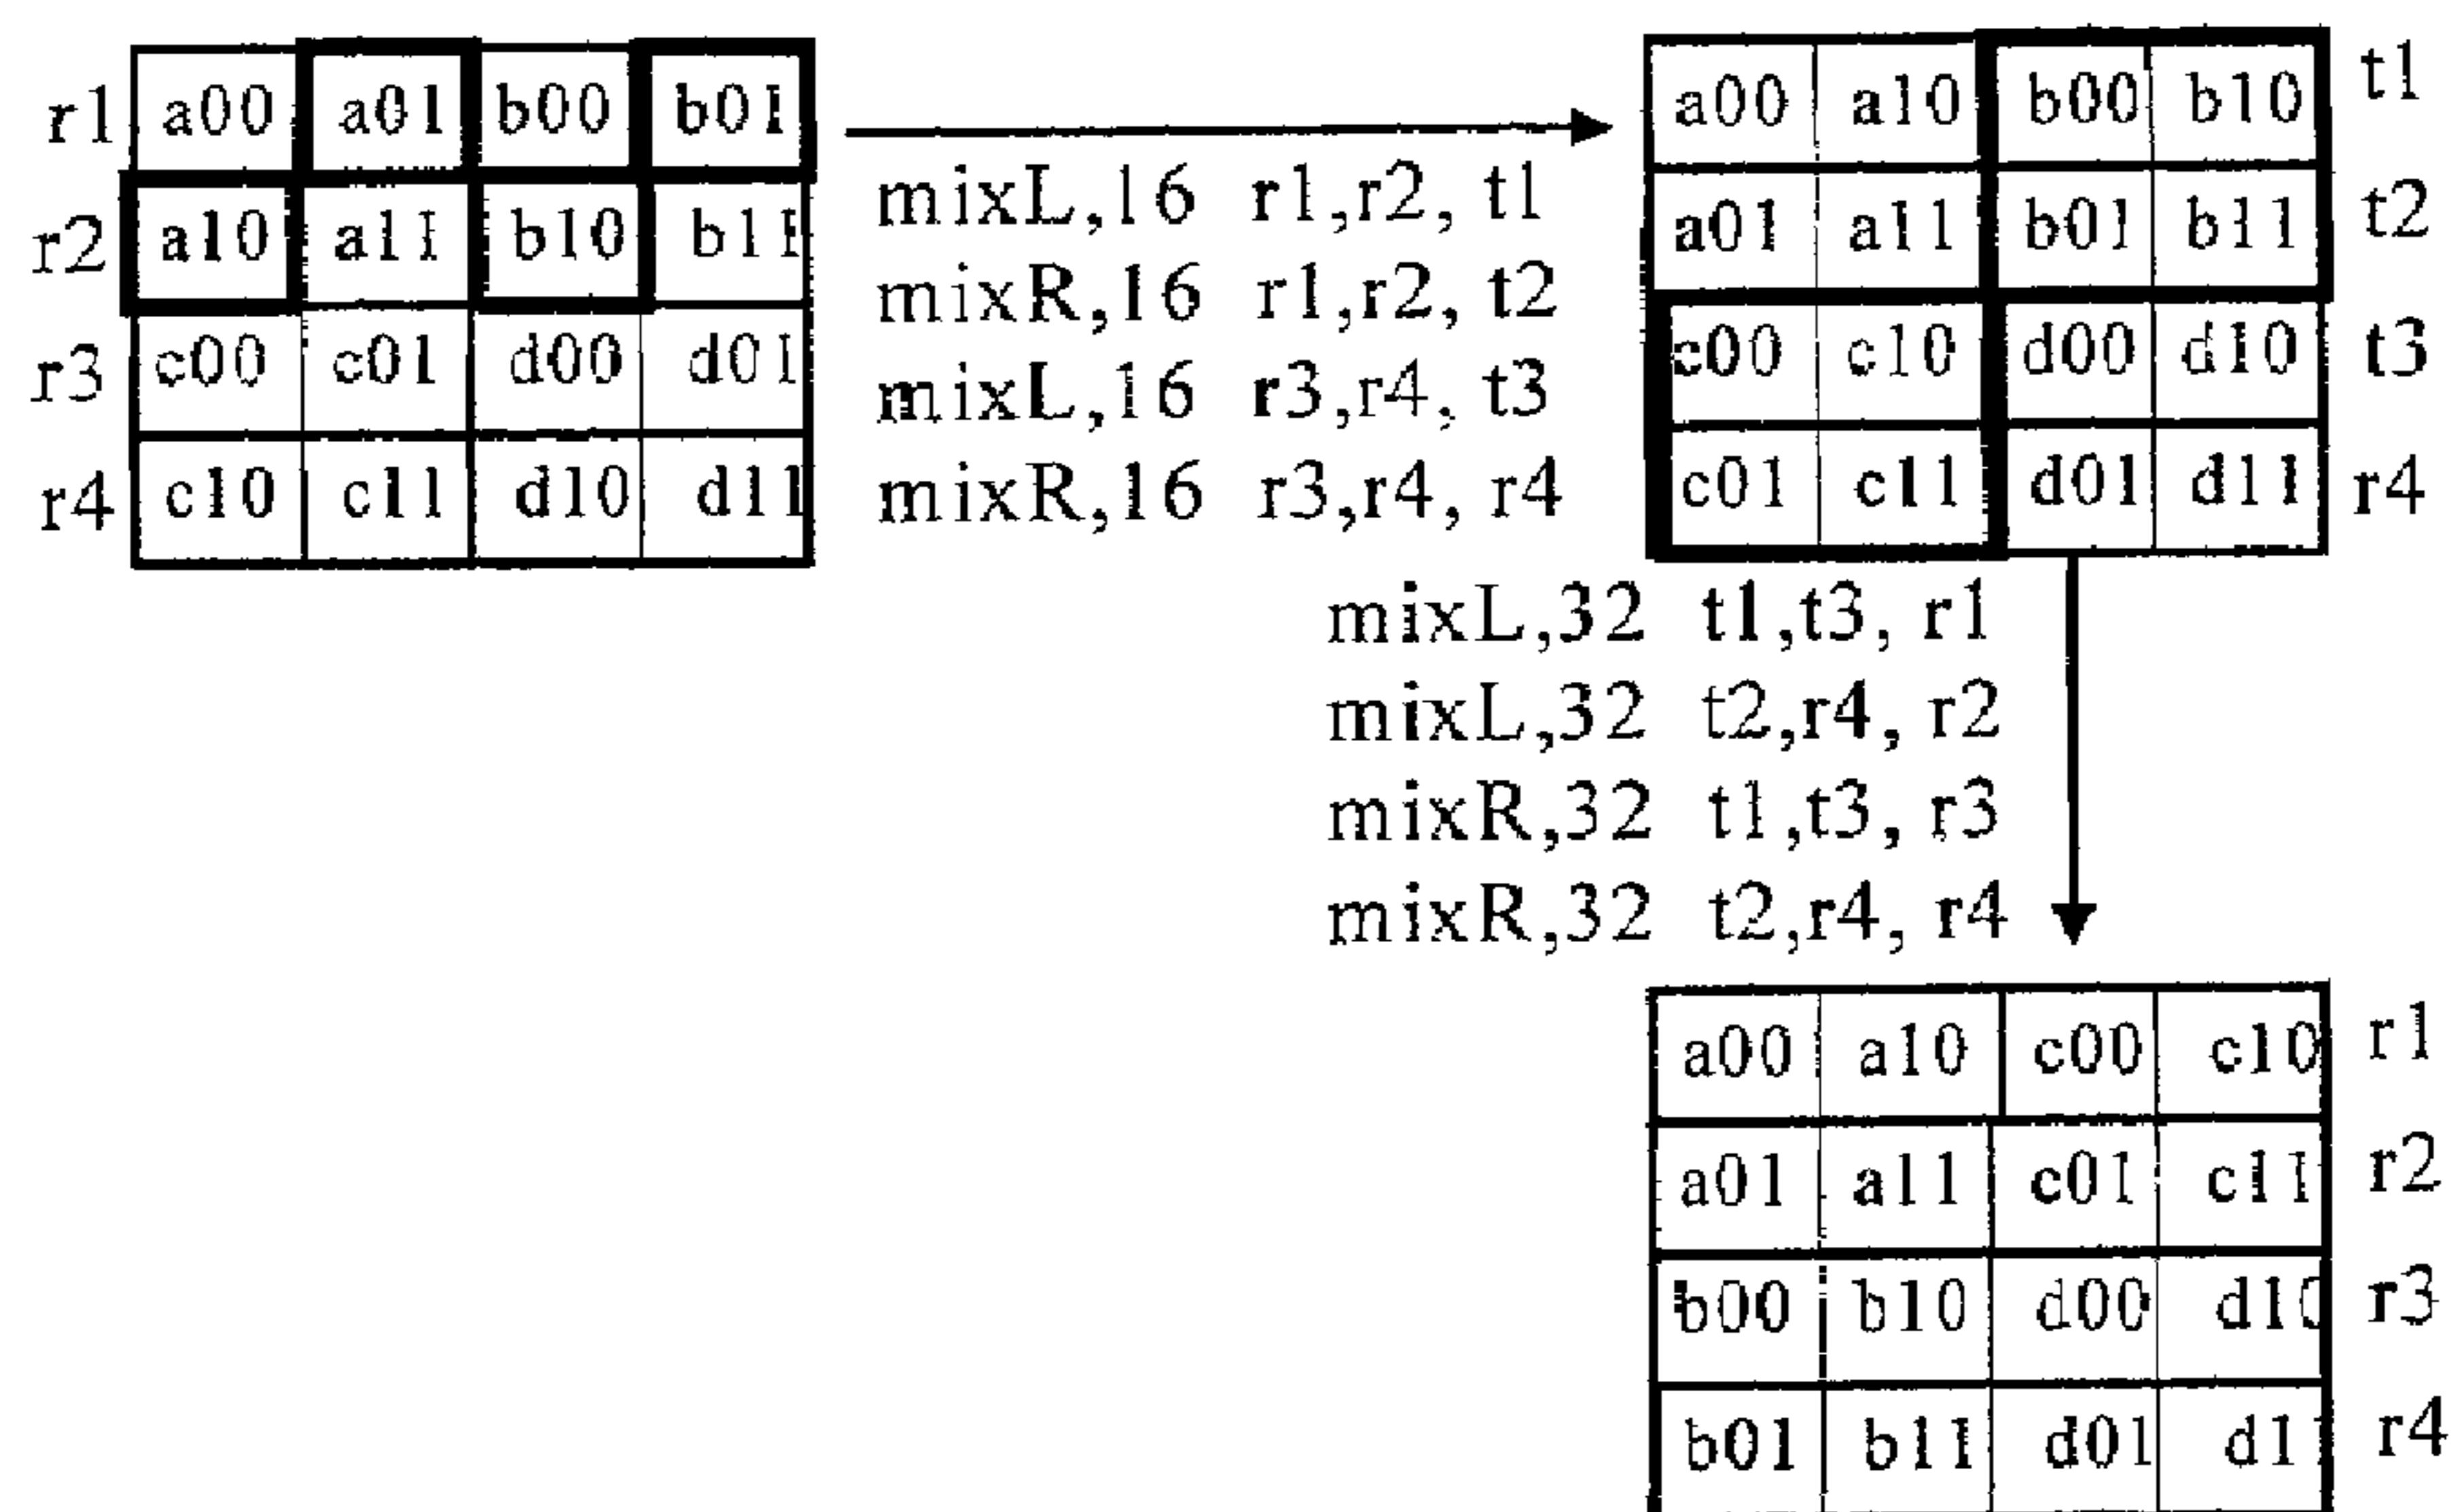 r1 a00 a01 b00 b01
r2 a10 a11 b10 b11
r3 c00 c01 d00 d01
r4 c10 c11 d10 d11
mixL,16 r1,r2, t1
mixR,16 r1,r2, t2
mixL,16 r3,r4, t3
mixR,16 r3,r4, r4
a00 a10 b00 b10 t1
a01 a11 b01 b11 t2
c00 c10 d00 d10 t3
c01 c11 d01 d11 r4
mixL,32 t1,t3, r1
mixL,32 t2,r4, r2
mixR,32 t1,t3, r3
mixR,32 t2,r4, r4
a00 a10 c00 c10 r1
a01 a11 c01 c11 r2
b00 b10 d00 d10 r3
b01 b11 d01 d11 r4